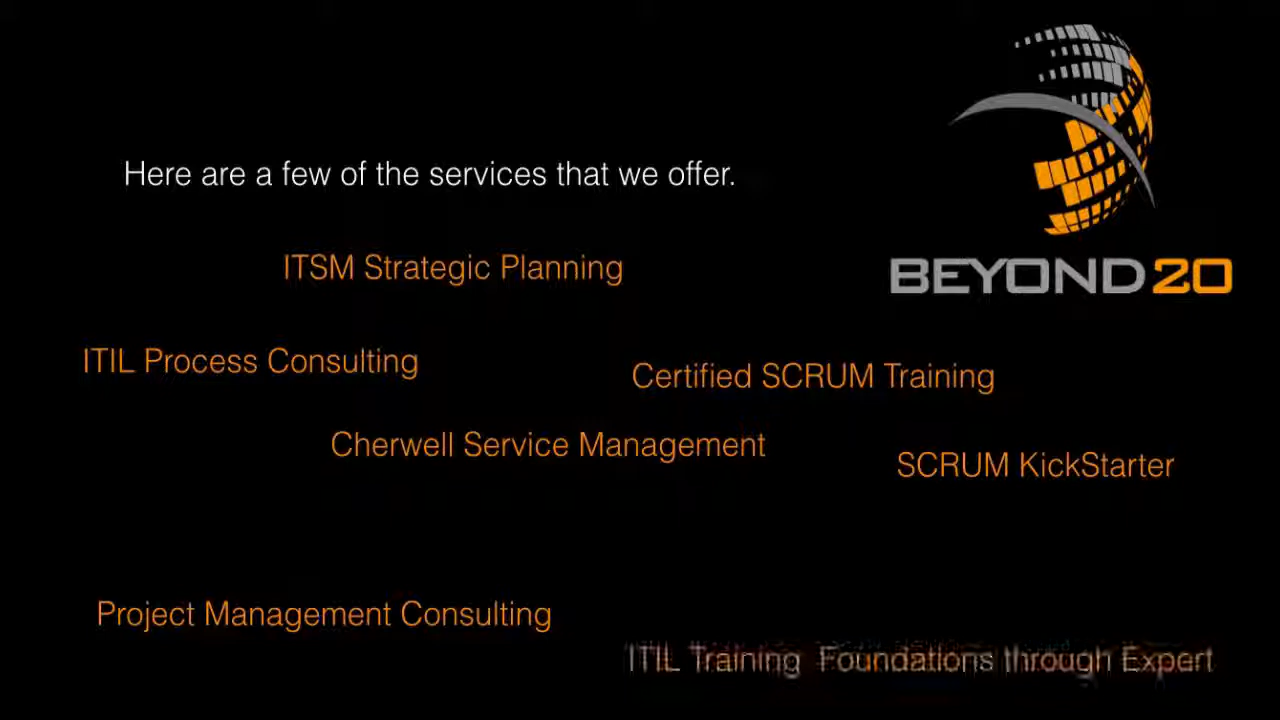 Here are a few of the services that we offer.
ITSM Strategic Planning
BEYOND20
ITIL Process Consulting
Certified SCRUM Training
Cherwell Service Management
SCRUM KickStarter
Project Management Consulting
ITIL Training Foundations through Expert